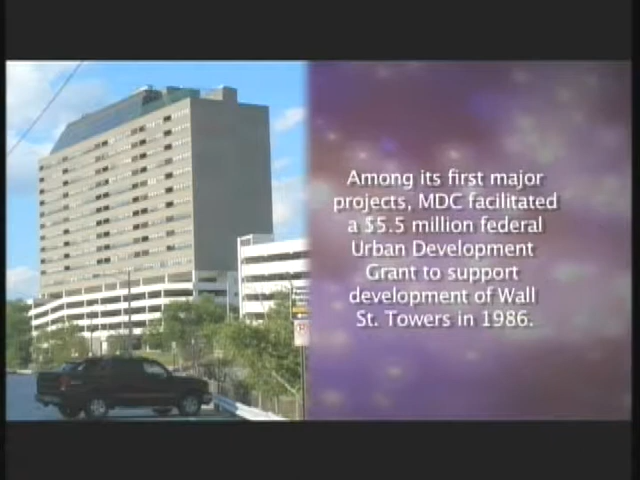 Among its first major
projects, MDC facilitated
a $5.5 million federal
Urban Development
Grant to support
development of Wall
St. Towers in 1986.